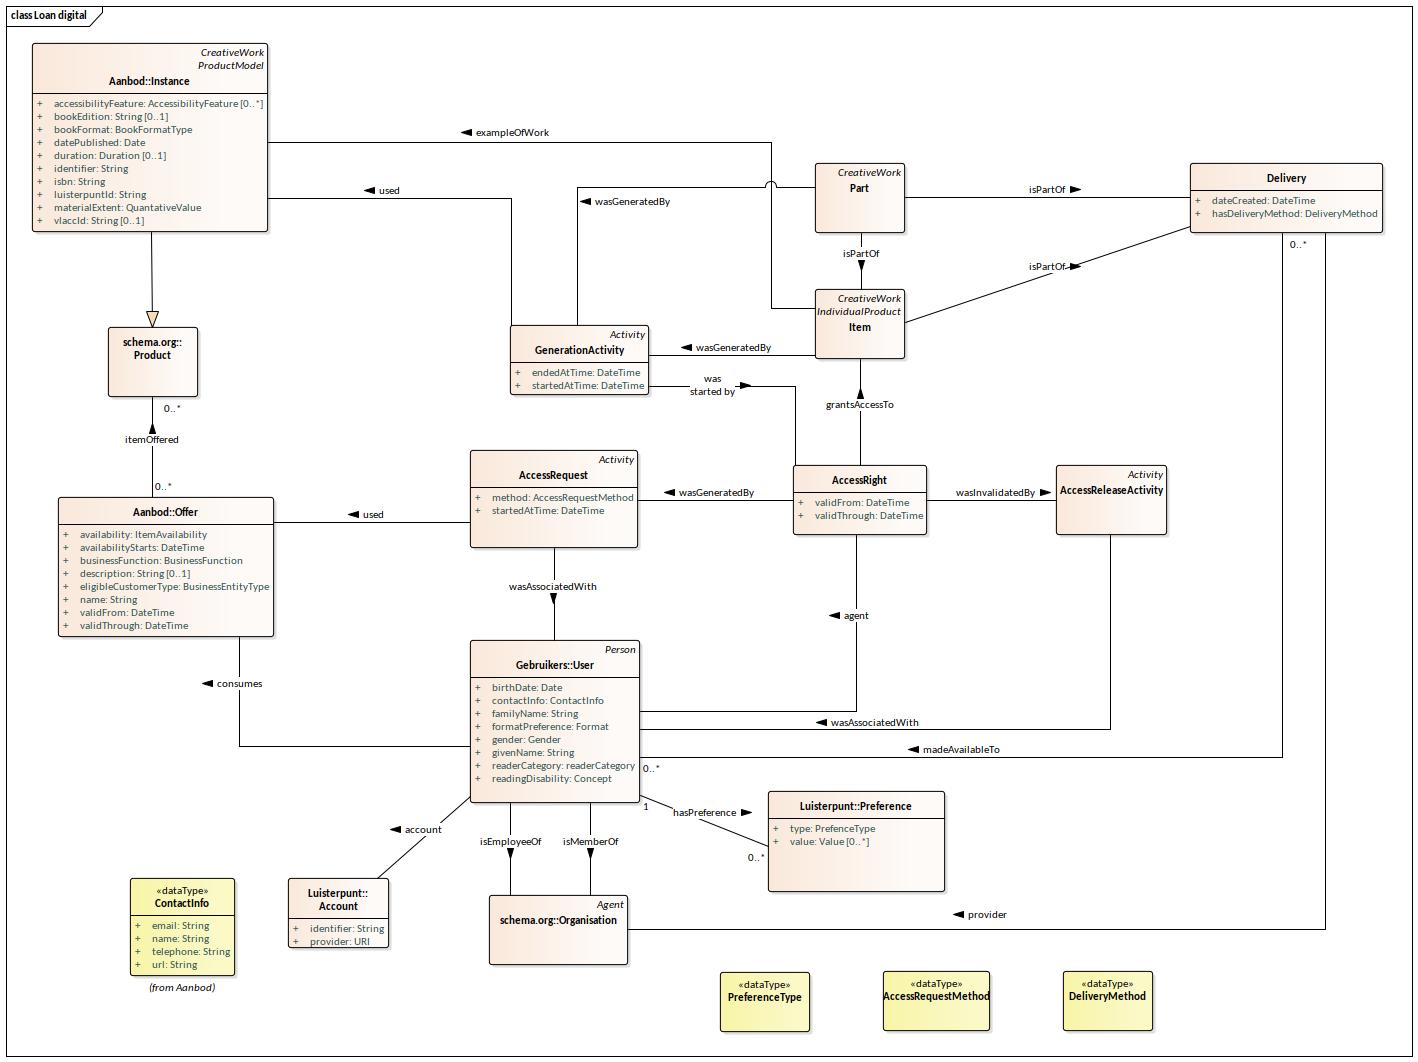 class Loan digital
CreativeWork
ProductModel
Aanbod::Instance
+ accessibilityFeature: AccessibilityFeature [0..*]
+ bookEdition: String [0..1]
+ bookFormat: BookFormatType
+ datePublished: Date
+ duration: Duration [0..1]
+ identifier: String
+ isbn: String
+ luisterpuntId: String
+ materialExtent: QuantativeValue
+ vlaccId: String [0..1]
exampleOfWork
used
wasGeneratedBy
CreativeWork
Part
isPartOf
Delivery
+ dateCreated: DateTime
+ hasDeliveryMethod: DeliveryMethod
0..*
isPartOf
isPartOf
CreativeWork
IndividualProduct
Item
schema.org::
Product
0..*
itemOffered
0..*
Activity
GenerationActivity
+ endedAtTime: DateTime
+ startedAtTime: DateTime
wasGeneratedBy
was
started by
grantsAccessTo
Activity
AccessRequest
+ method: AccessRequestMethod
+ startedAtTime: DateTime
wasGeneratedBy
AccessRight
+ validFrom: DateTime
+ validThrough: DateTime
wasInvalidatedBy
Activity
AccessReleaseActivity
Aanbod::Offer
+ availability: ItemAvailability
+ availabilityStarts: DateTime
+ businessFunction: BusinessFunction
+ description: String [0..1]
+ eligibleCustomerType: BusinessEntityType
+ name: String
+ validFrom: DateTime
+ validThrough: DateTime
used
wasAssociatedWith
agent
consumes
Person
Gebruikers::User
+ birthDate: Date
+ contactInfo: ContactInfo
+ familyName: String
+ formatPreference: Format
+ gender: Gender
+ givenName: String
+ readerCategory: readerCategory
+ readingDisability: Concept
wasAssociatedWith
madeAvailableTo
0..*
1
hasPreference
0..*
Luisterpunt::Preference
+ type: PrefenceType
+ value: Value [0..*]
account
isEmployeeOf
isMemberOf
«dataType»
ContactInfo
+ email: String
+ name: String
+ telephone: String
+ url: String
(from Aanbod)
Luisterpunt::
Account
+ identifier: String
+ provider: URI
Agent
schema.org::Organisation
provider
«dataType»
PreferenceType
«dataType»
AccessRequestMethod
«dataType»
DeliveryMethod